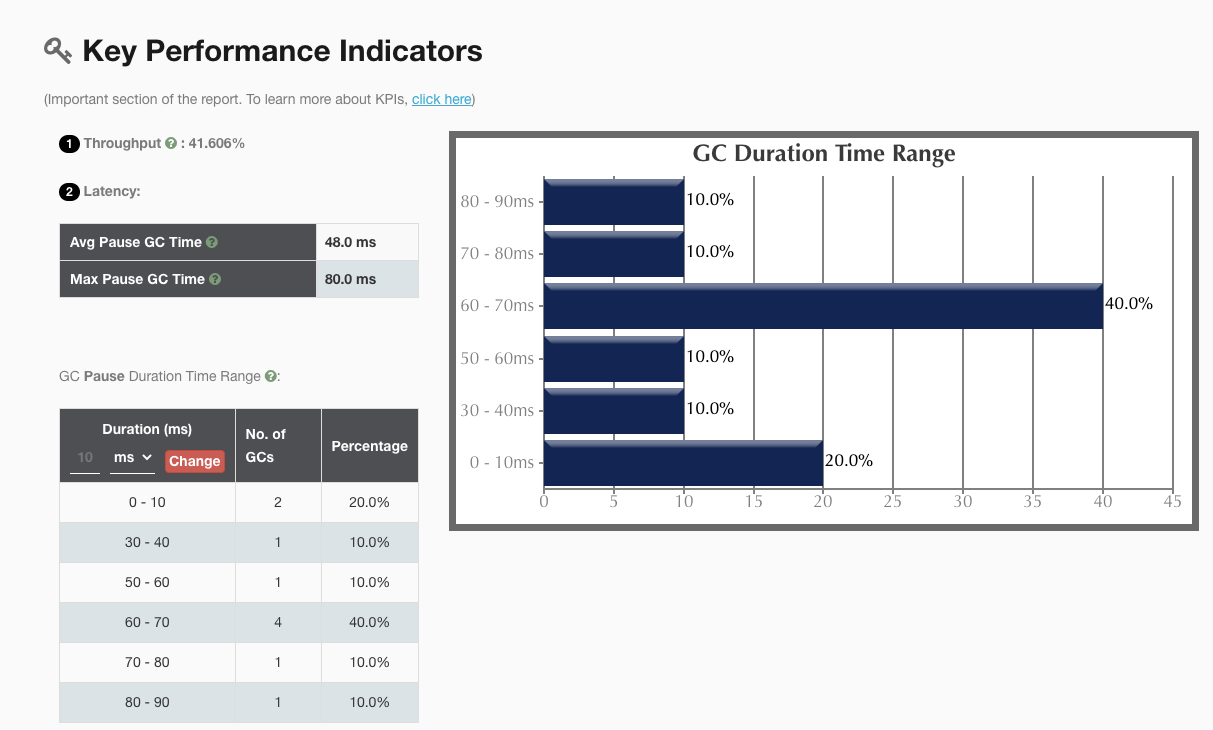 Key Performance Indicators
(Important section of the report. To learn more about KPIs, click here)
1 Throughput ? : 41.606%
2 Latency:
Avg Pause GC Time ? 48.0 ms
Max Pause GC Time ? 80.0 ms
GC Pause Duration Time Range ?:
Duration (ms)
10 ms Change
No. of
GCs
Percentage
0 - 10 2 20.0%
30 - 40 1 10.0%
50 - 60 1 10.0%
60 - 70 4 40.0%
70 - 80 1 10.0%
80 - 90 1 10.0%
GC Duration Time Range
80 - 90ms 10.0%
70 - 80ms 10.0%
60 - 70ms 40.0%
50 - 60ms 10.0%
30 - 40ms 10.0%
0 - 10ms 20.0%
0 5 10 15 20 25 30 35 40 45